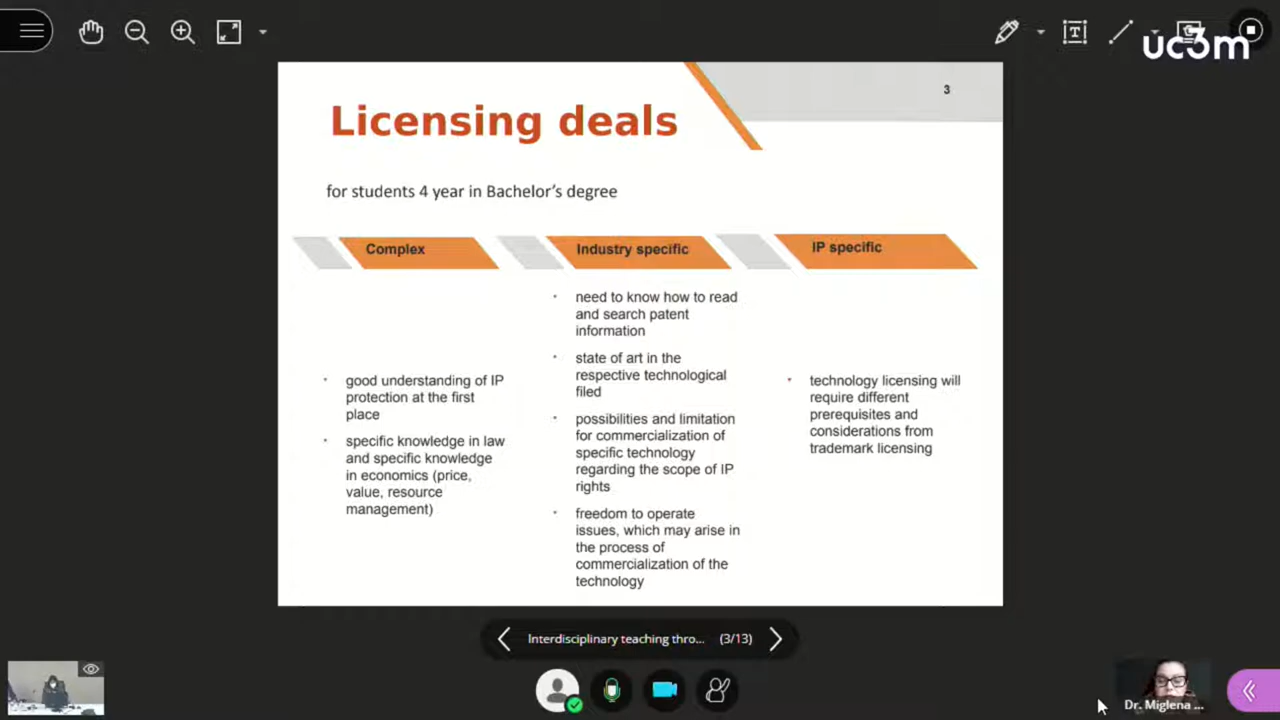 uc3m
3
Licensing deals
for students 4 year in Bachelor's degree
Complex
Industry specific
IP specific
• good understanding of IP
protection at the first
place
• specific knowledge in law
and specific knowledge
in economics (price,
value, resource
management)
• need to know how to read
and search patent
information
• state of art in the
respective technological
filed
• possibilities and limitation
for commercialization of
specific technology
regarding the scope of IP
rights
• freedom to operate
issues, which may arise in
the process of
commercialization of the
technology
• technology licensing will
require different
prerequisites and
considerations from
trademark licensing
Interdisciplinary teaching thro... (3/13)
Dr. Miglena ...